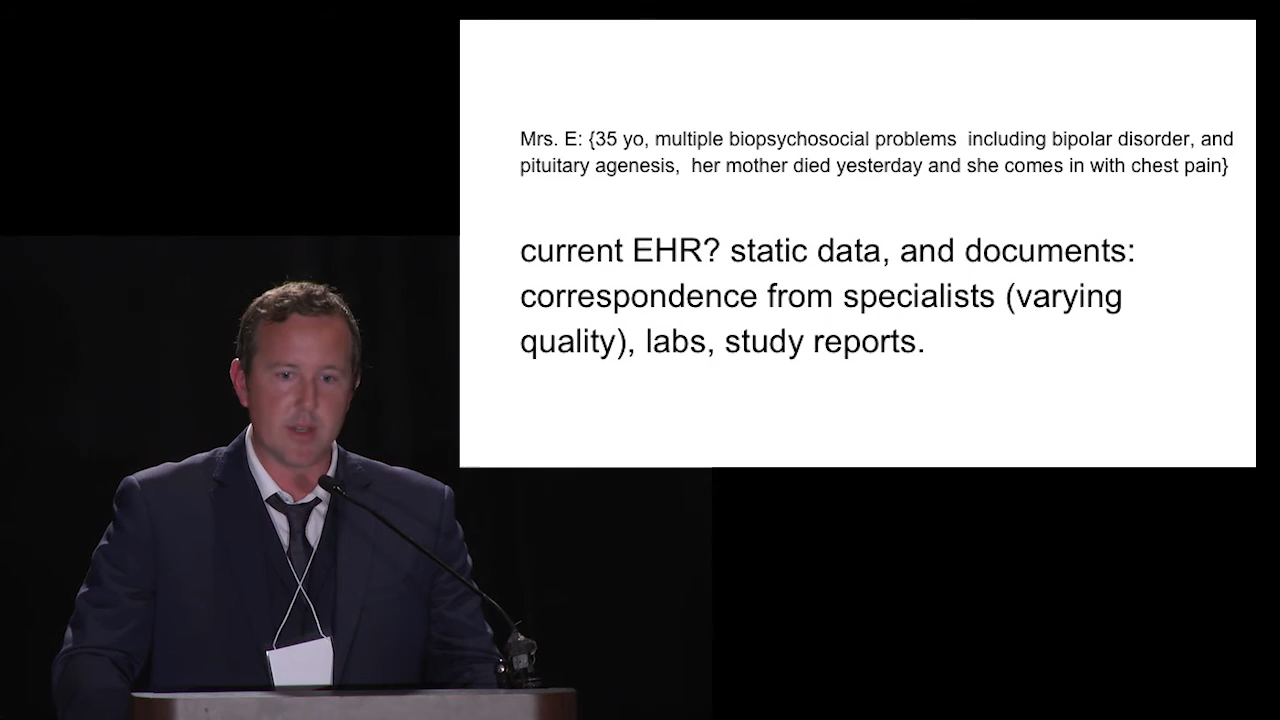 Mrs. E: {35 yo, multiple biopsychosocial problems  including bipolar disorder, and
pituitary agenesis,  her mother died yesterday and she comes in with chest pain}
current EHR? static data, and documents:
correspondence from specialists (varying
quality), labs, study reports.